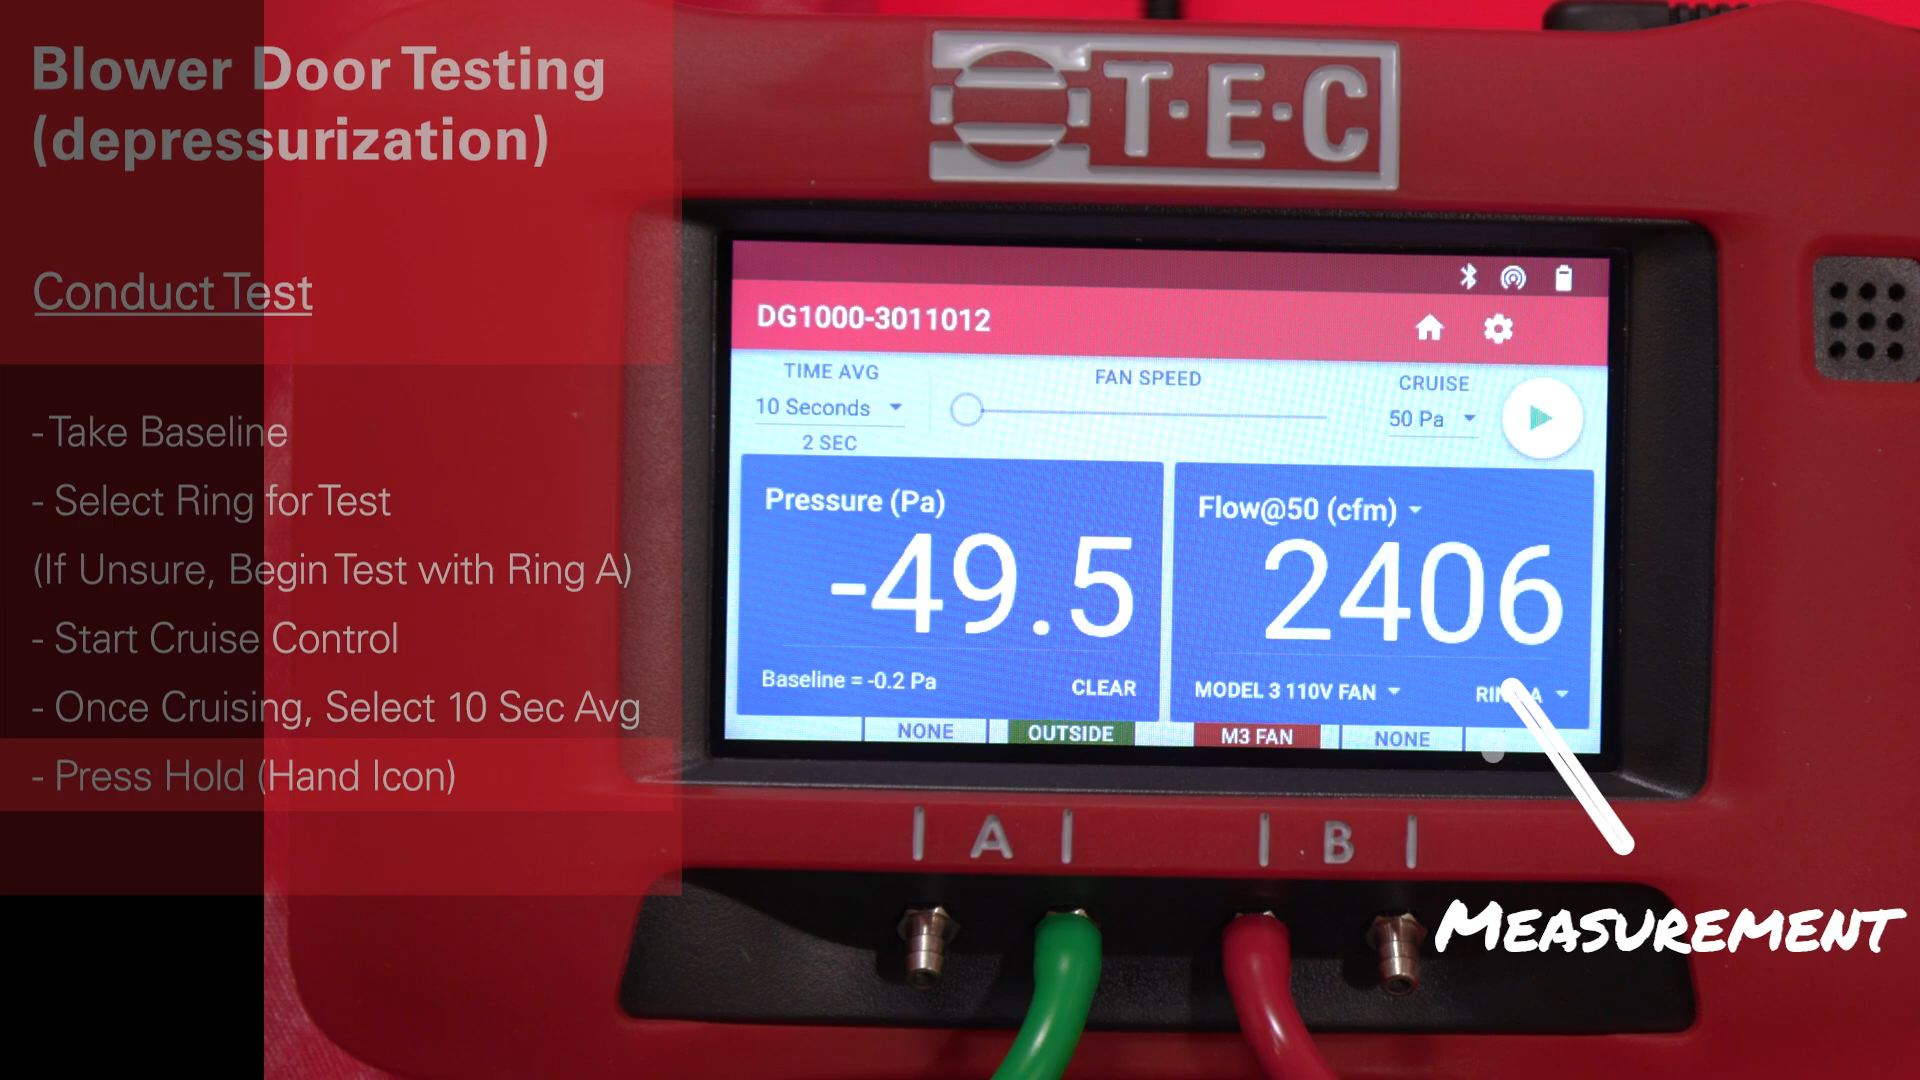 Blower Door Testing
(depressurization)
Conduct Test
- Take Baseline
- Select Ring for Test
(If Unsure, Begin Test with Ring A)
- Start Cruise Control
- Once Cruising, Select 10 Sec Avg
- Press Hold (Hand Icon)
T·E·C
DG1000-3011012
TIME AVG
10 Seconds
2 SEC
FAN SPEED
CRUISE
50 Pa
Pressure (Pa)
-49.5
Baseline = -0.2 Pa
CLEAR
Flow@50 (cfm)
2406
MODEL 3 110V FAN
A
NONE
OUTSIDE
M3 FAN
NONE
A
B
MEASUREMENT